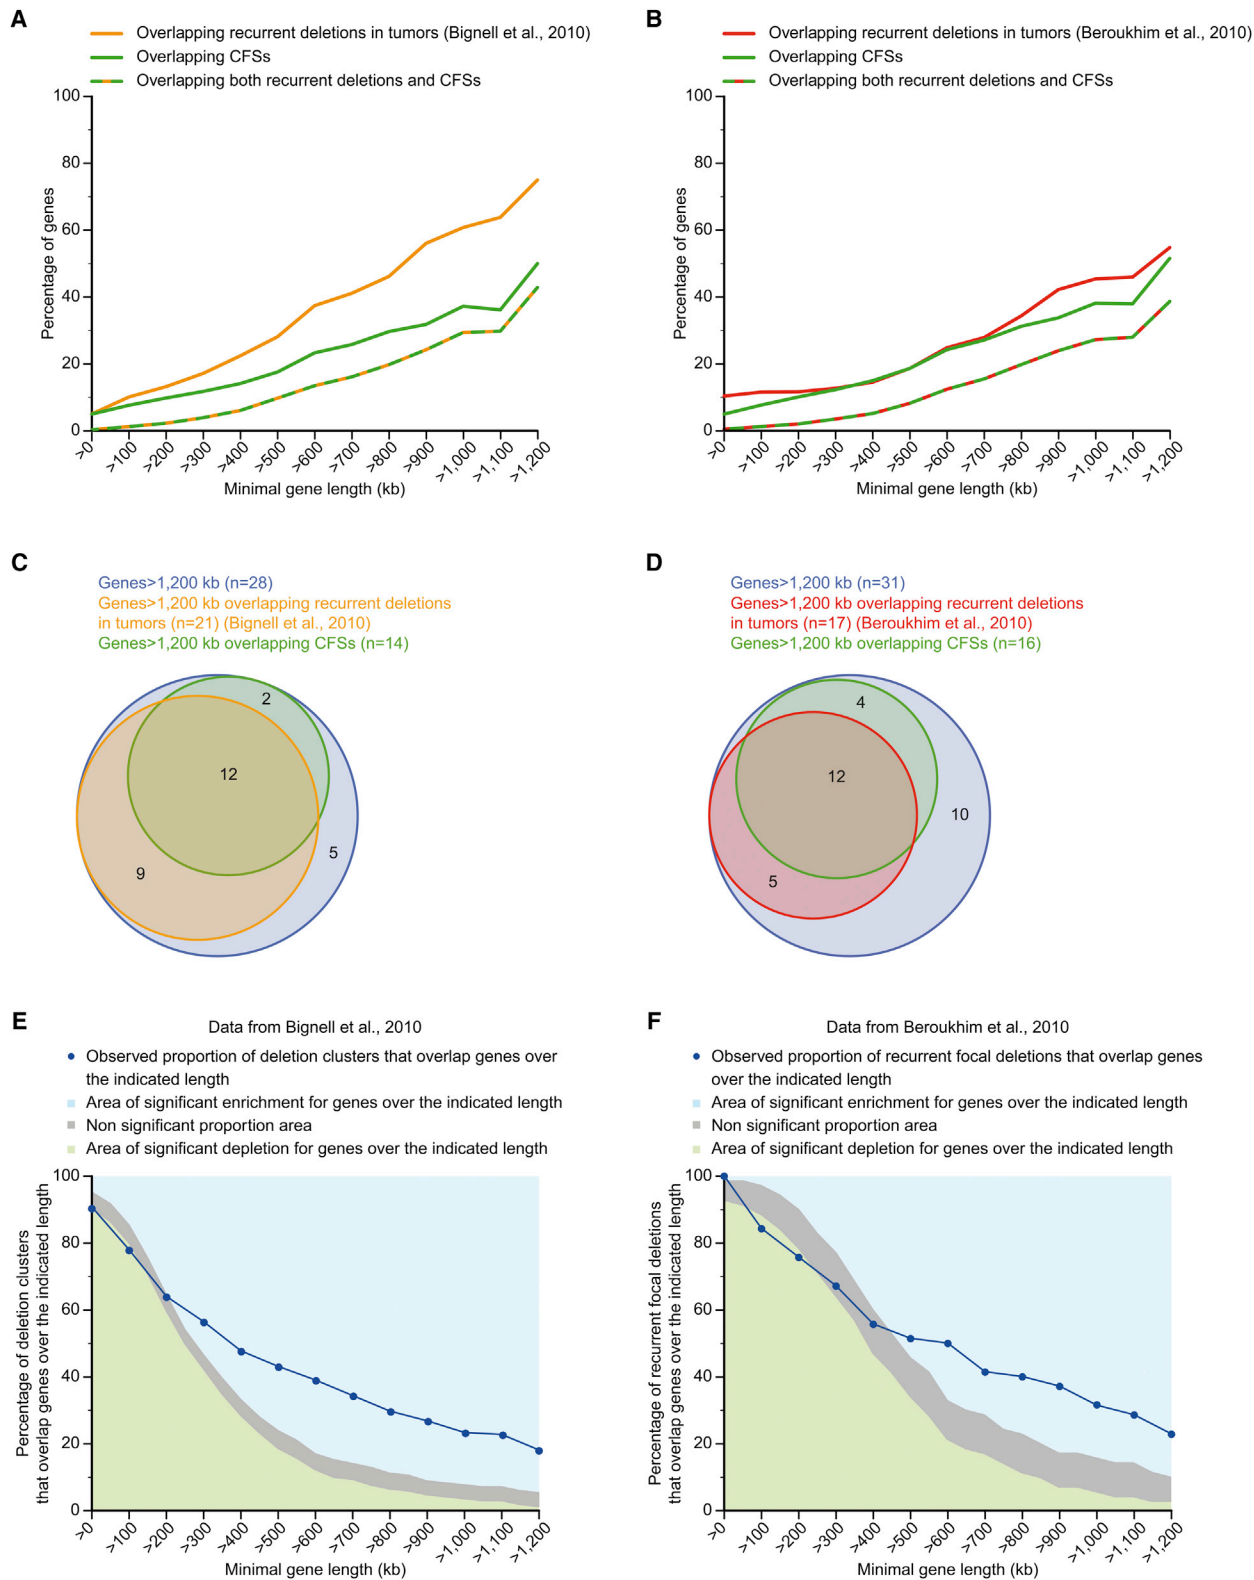 A
Overlapping recurrent deletions in tumors (Bignell et al., 2010)
Overlapping CFSs
Overlapping both recurrent deletions and CFSs
100
80
60
40
20
0
Percentage of genes
>0
>100
>200
>300
>400
>500
>600
>700
>800
>900
>1,000
>1,100
>1,200
Minimal gene length (kb)
B
Overlapping recurrent deletions in tumors (Beroukhim et al., 2010)
Overlapping CFSs
Overlapping both recurrent deletions and CFSs
100
80
60
40
20
0
Percentage of genes
>0
>100
>200
>300
>400
>500
>600
>700
>800
>900
>1,000
>1,100
>1,200
Minimal gene length (kb)
C
Genes>1,200 kb (n=28)
Genes>1,200 kb overlapping recurrent deletions
in tumors (n=21) (Bignell et al., 2010)
Genes>1,200 kb overlapping CFSs (n=14)
2
12
5
9
D
Genes>1,200 kb (n=31)
Genes>1,200 kb overlapping recurrent deletions
in tumors (n=17) (Beroukhim et al., 2010)
Genes>1,200 kb overlapping CFSs (n=16)
4
12
10
5
E
Data from Bignell et al., 2010
Observed proportion of deletion clusters that overlap genes over
the indicated length
Area of significant enrichment for genes over the indicated length
Non significant proportion area
Area of significant depletion for genes over the indicated length
100
80
60
40
20
0
Percentage of deletion clusters
that overlap genes over the indicated length
>0
>100
>200
>300
>400
>500
>600
>700
>800
>900
>1,000
>1,100
>1,200
Minimal gene length (kb)
F
Data from Beroukhim et al., 2010
Observed proportion of recurrent focal deletions that overlap genes
over the indicated length
Area of significant enrichment for genes over the indicated length
Non significant proportion area
Area of significant depletion for genes over the indicated length
100
80
60
40
20
0
Percentage of recurrent focal deletions
that overlap genes over the indicated length
>0
>100
>200
>300
>400
>500
>600
>700
>800
>900
>1,000
>1,100
>1,200
Minimal gene length (kb)